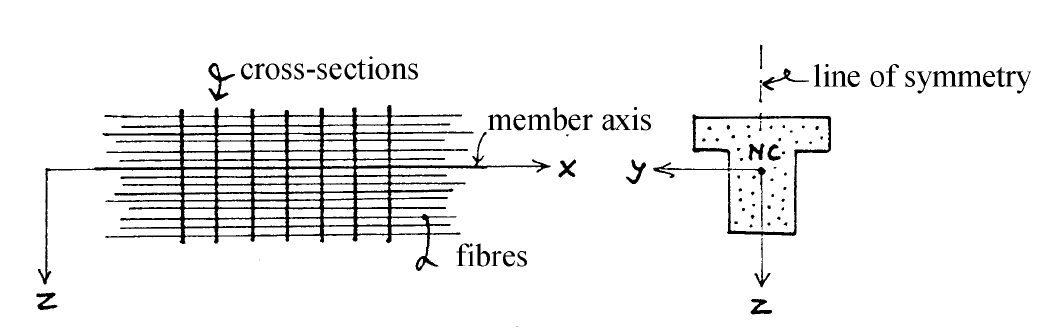 cross-sections
line of symmetry
member axis
NC
x
y
fibres
z
z